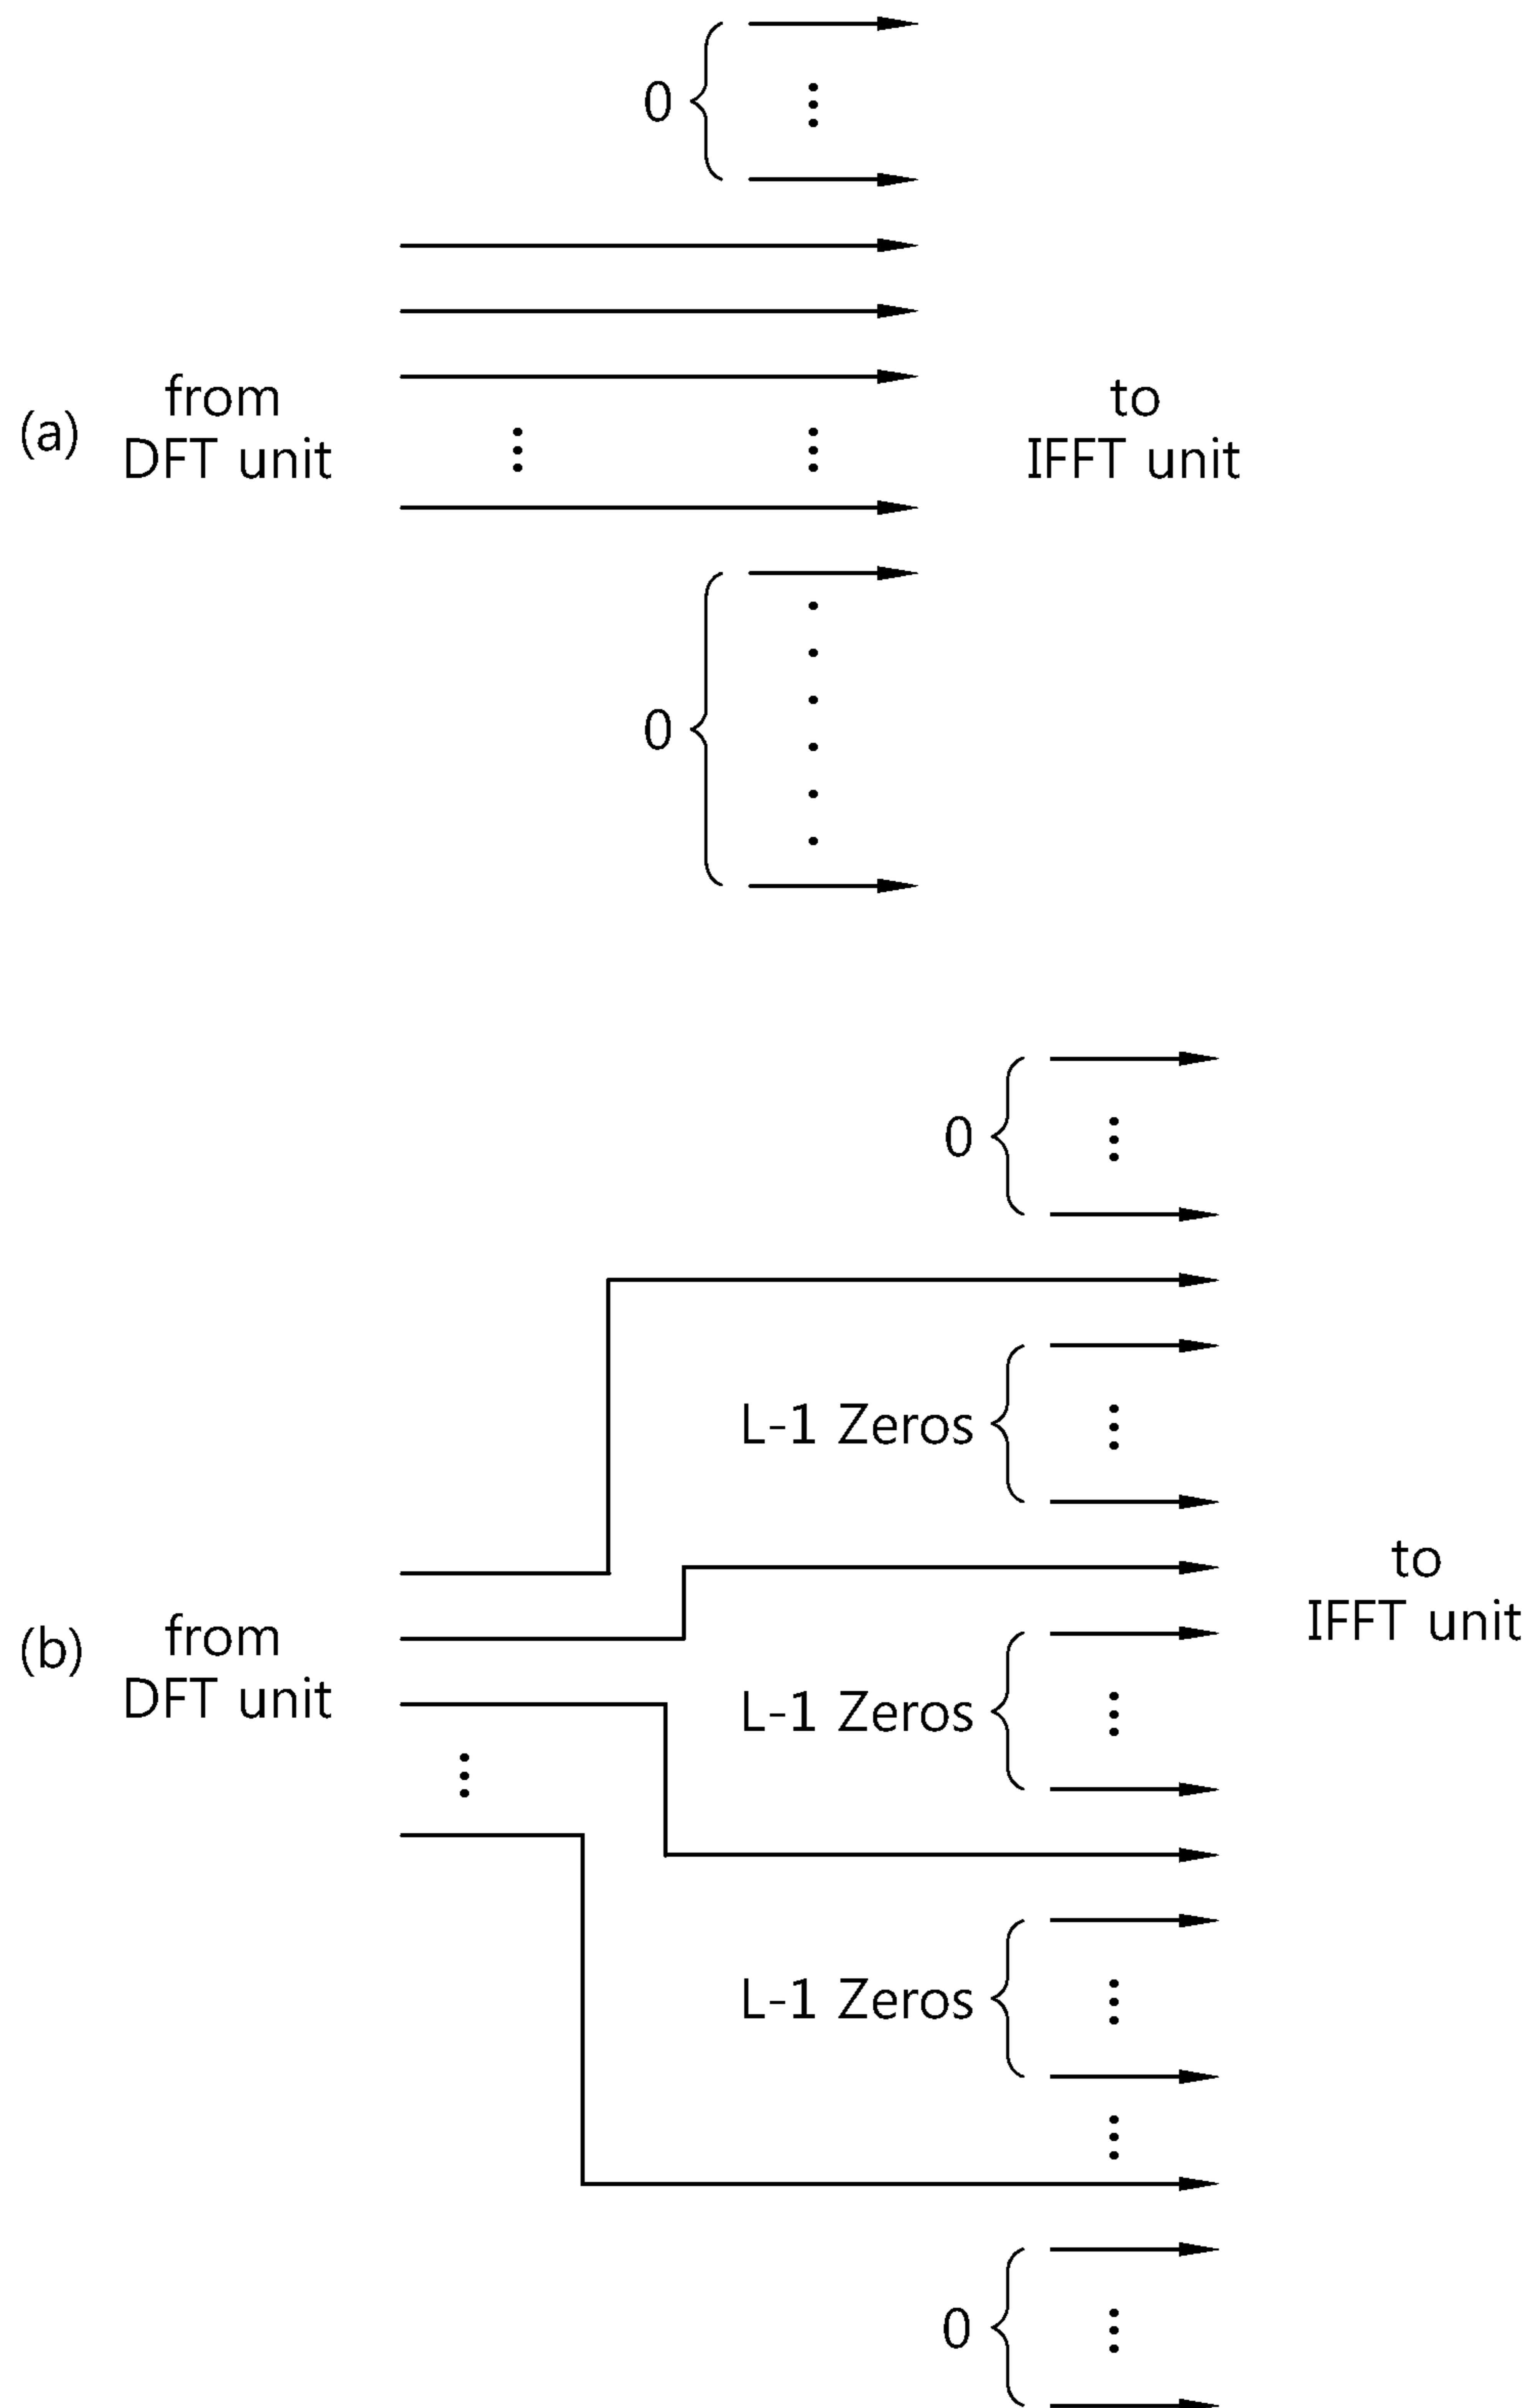 0
(a)
from
DFT unit
to
IFFT unit
0
0
L-1 Zeros
(b)
from
DFT unit
to
IFFT unit
L-1 Zeros
L-1 Zeros
0